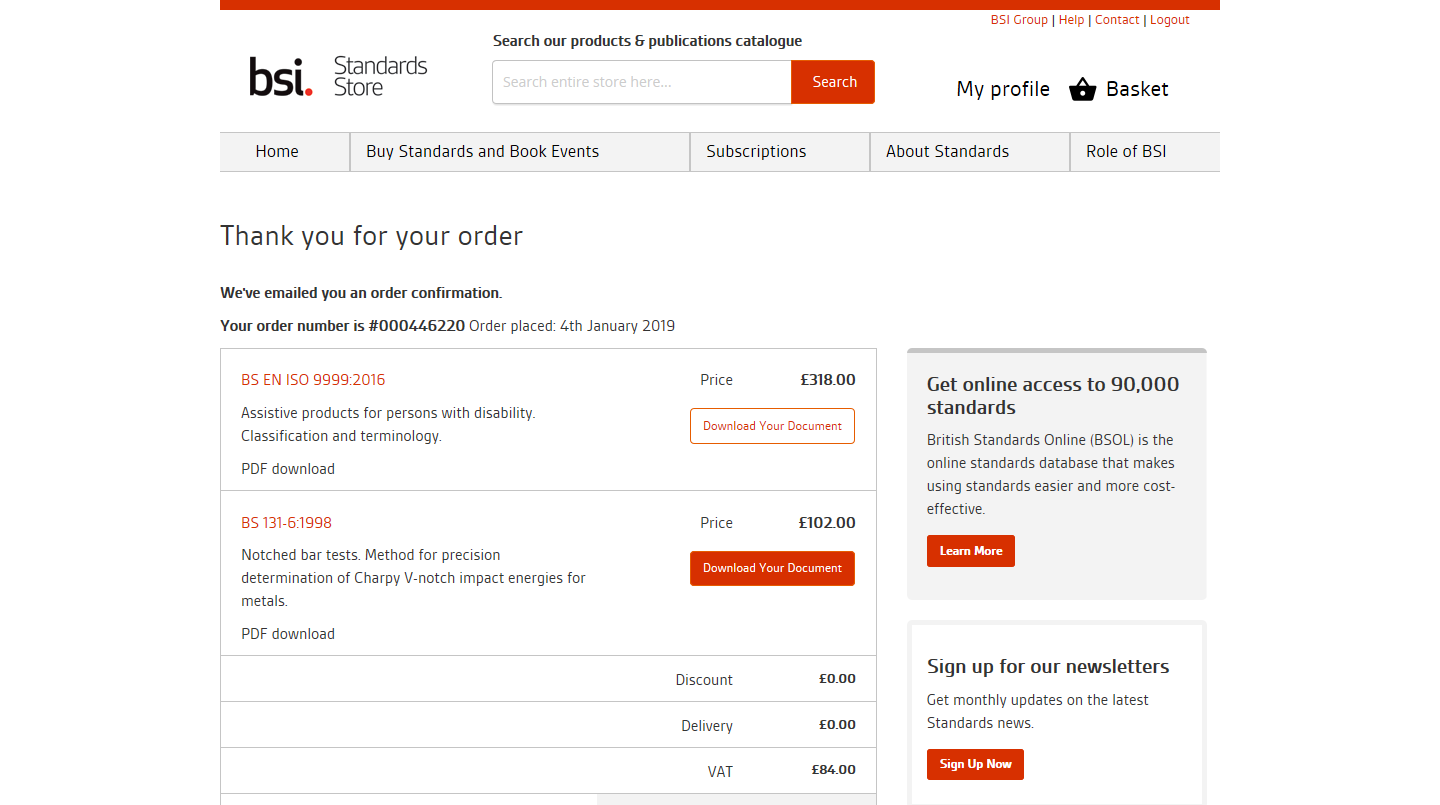 BSI Group | Help | Contact | Logout
Search our products & publications catalogue
bsi. Standards
Store
Search entire store here...
Search
My profile
Basket
Home
Buy Standards and Book Events
Subscriptions
About Standards
Role of BSI
Thank you for your order
We've emailed you an order confirmation.
Your order number is #000446220 Order placed: 4th January 2019
BS EN ISO 9999:2016
Price
£318.00
Assistive products for persons with disability.
Classification and terminology.
Download Your Document
PDF download
BS 131-6:1998
Price
£102.00
Notched bar tests. Method for precision
determination of Charpy V-notch impact energies for
metals.
Download Your Document
PDF download
Discount
£0.00
Delivery
£0.00
VAT
£84.00
Get online access to 90,000
standards
British Standards Online (BSOL) is the
online standards database that makes
using standards easier and more cost-
effective.
Learn More
Sign up for our newsletters
Get monthly updates on the latest
Standards news.
Sign Up Now